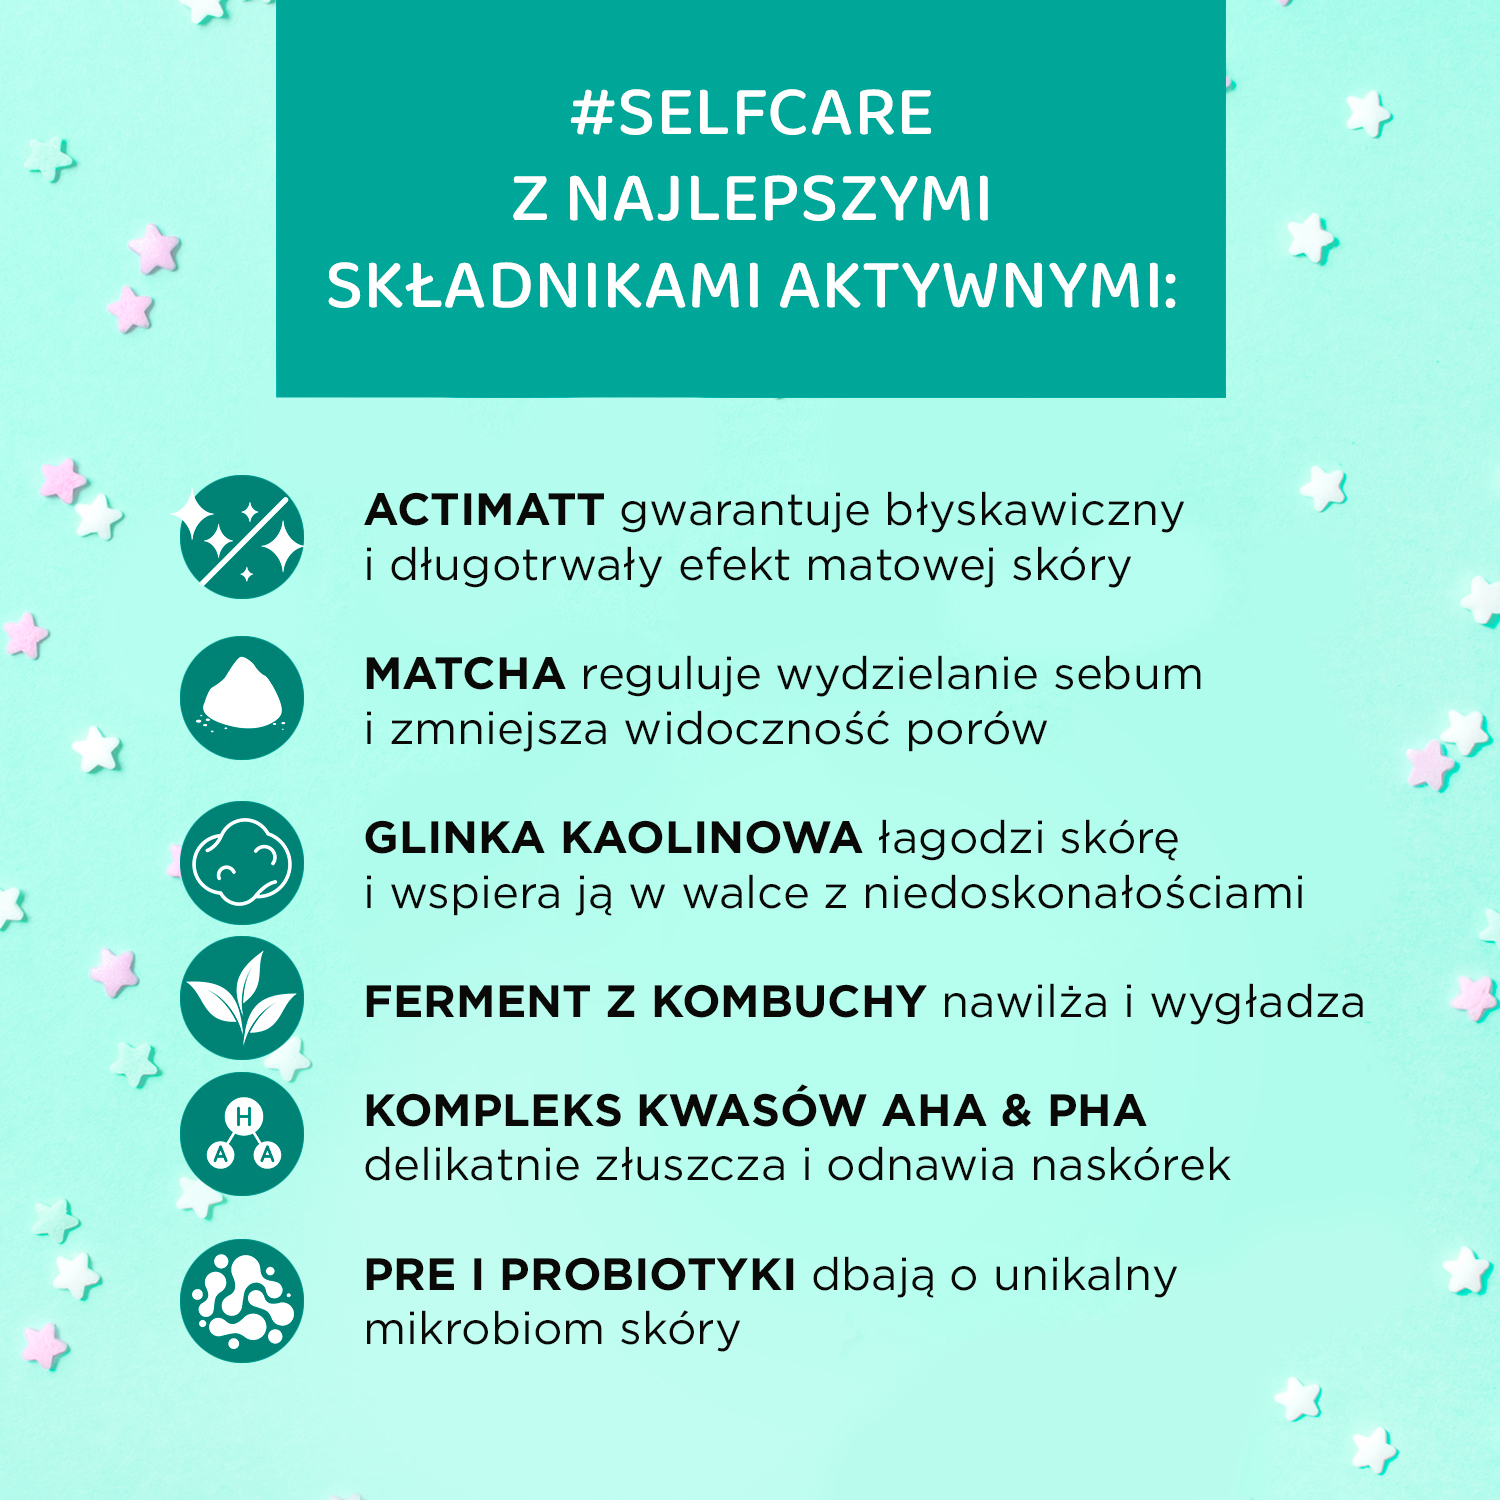 #SELFCARE
Z NAJLEPSZYMI
SKŁADNIKAMI AKTYWNYMI:
ACTIMATT gwarantuje błyskawiczny
i długotrwały efekt matowej skóry
MATCHA reguluje wydzielanie sebum
i zmniejsza widoczność porów
GLINKA KAOLINOWA łagodzi skórę
i wspiera ją w walce z niedoskonałościami
FERMENT Z KOMBUCHY nawilża i wygładza
H
A A
KOMPLEKS KWASÓW AHA & PHA
delikatnie złuszcza i odnawia naskórek
PRE I PROBIOTYKI dbają o unikalny
mikrobiom skóry